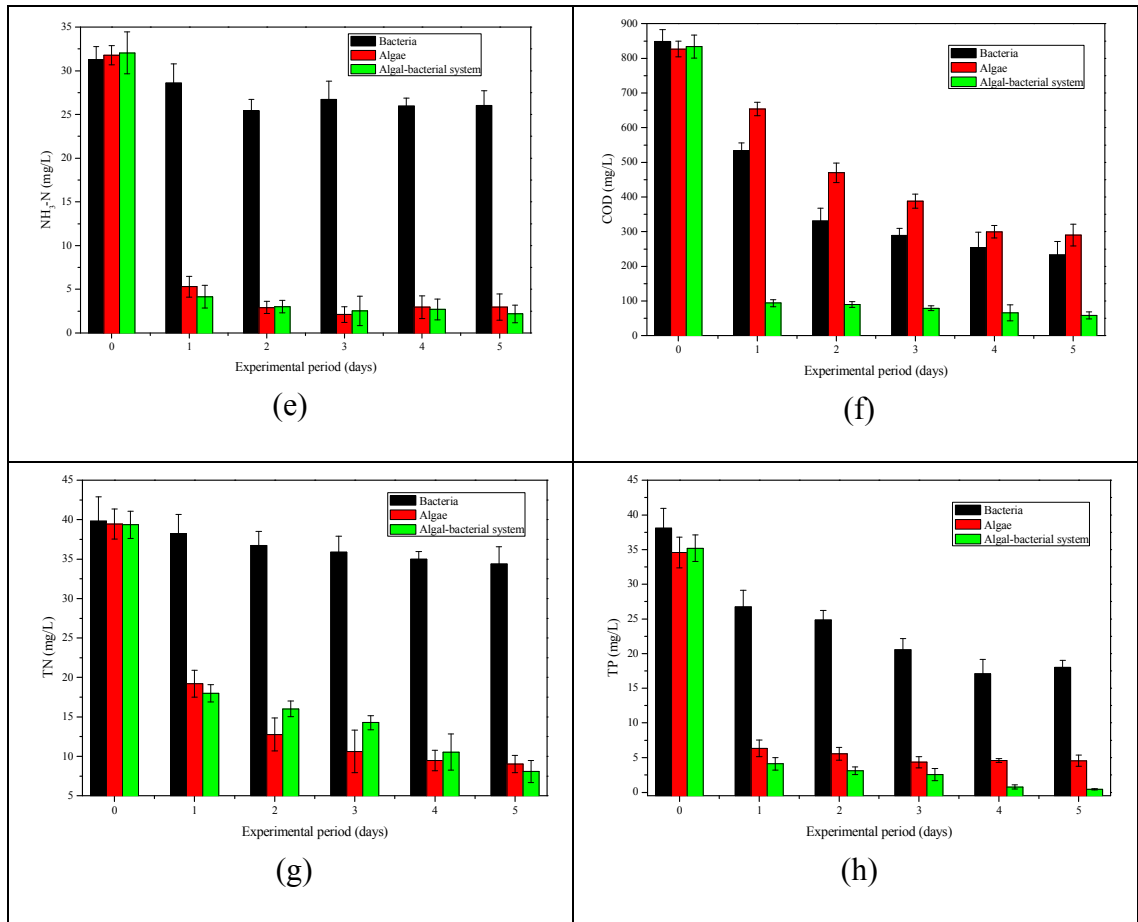 35
30
25
20
15
10
5
0
NH₃-N (mg/L)
Bacteria
Algae
Algal-bacterial system
0 1 2 3 4 5
Experimental period (days)
(e)
900
800
700
600
500
400
300
200
100
0
COD (mg/L)
Bacteria
Algae
Algal-bacterial system
0 1 2 3 4 5
Experimental period (days)
(f)
45
40
35
30
25
20
15
10
5
TN (mg/L)
Bacteria
Algae
Algal-bacterial system
0 1 2 3 4 5
Experimental period (days)
(g)
45
40
35
30
25
20
15
10
5
0
TP (mg/L)
Bacteria
Algae
Algal-bacterial system
0 1 2 3 4 5
Experimental period (days)
(h)